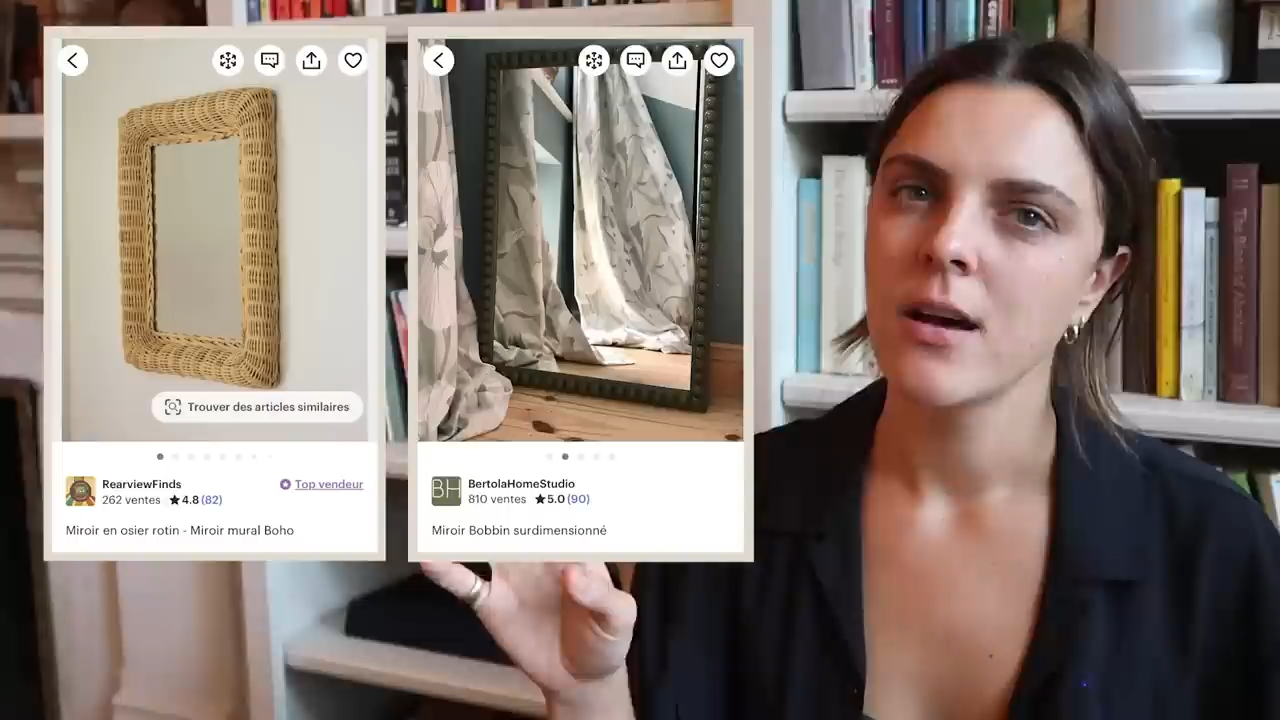 Trouver des articles similaires
RearviewFinds
262 ventes ★ 4.8 (82)
Top vendeur
Miroir en osier rotin - Miroir mural Boho
BH
BertolaHomeStudio
810 ventes ★ 5.0 (90)
Miroir Bobbin surdimensionné